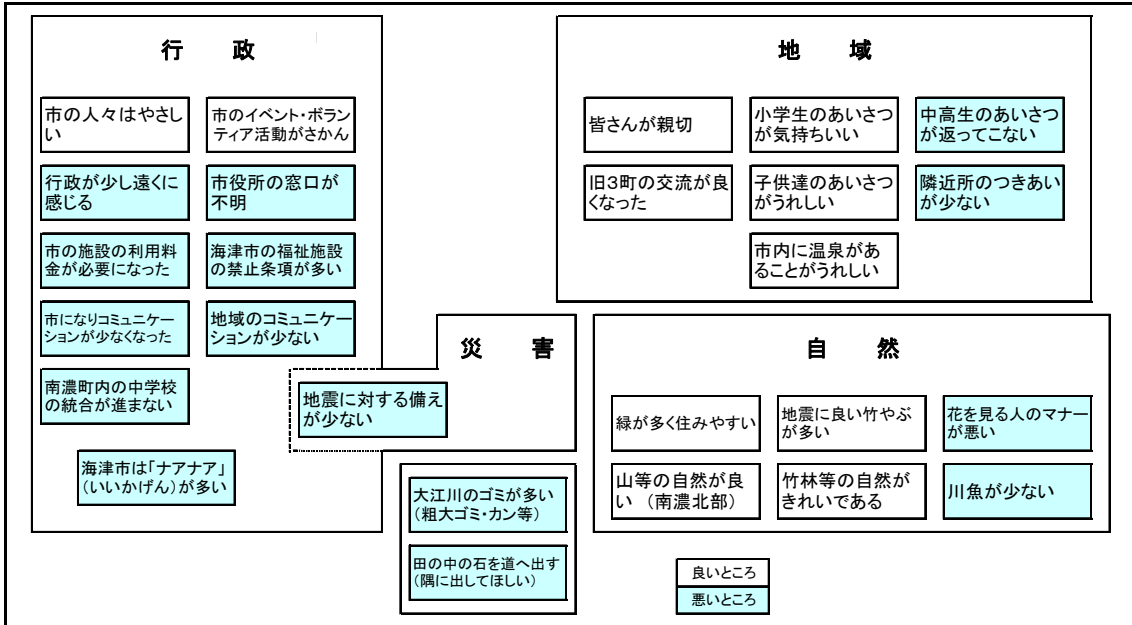 行 政
市の人々はやさし
い
市のイベント・ボラン
ティア活動がさかん
行政が少し遠くに
感じる
市役所の窓口が
不明
市の施設の利用料
金が必要になった
海津市の福祉施設
の禁止条項が多い
市になりコミュニケー
ションが少なくなった
地域のコミュニケー
ションが少ない
南濃町内の中学校
の統合が進まない
海津市は「ナアナア」
(いいかげん)が多い
災 害
地震に対する備え
が少ない
大江川のゴミが多い
(粗大ゴミ・カン等)
田の中の石を道へ出す
(隅に出してほしい)
地 域
皆さんが親切
小学生のあいさつ
が気持ちいい
中高生のあいさつ
が返ってこない
旧3町の交流が良
くなった
子供達のあいさつ
がうれしい
隣近所のつきあい
が少ない
市内に温泉があ
ることがうれしい
自 然
緑が多く住みやすい
地震に良い竹やぶ
が多い
花を見る人のマナー
が悪い
山等の自然が良
い (南濃北部)
竹林等の自然が
きれいである
川魚が少ない
良いところ
悪いところ